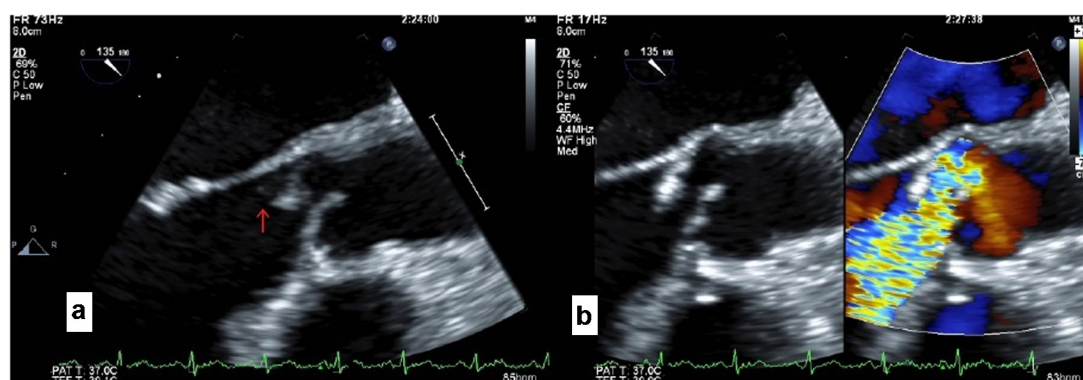 FR 73Hz
8.0cm
2D
69%
C 50
P Low
Pen
0 135 180
2:24:00
M4
P
G
P R
a
PAT T: 37.0C
85bpm
FR 17Hz
8.0cm
2D
71%
C 50
P Low
Pen
CF
60%
4.4MHz
WF High
Med
0 135 180
2:27:38
M4
P
b
PAT T: 37.0C
83bpm